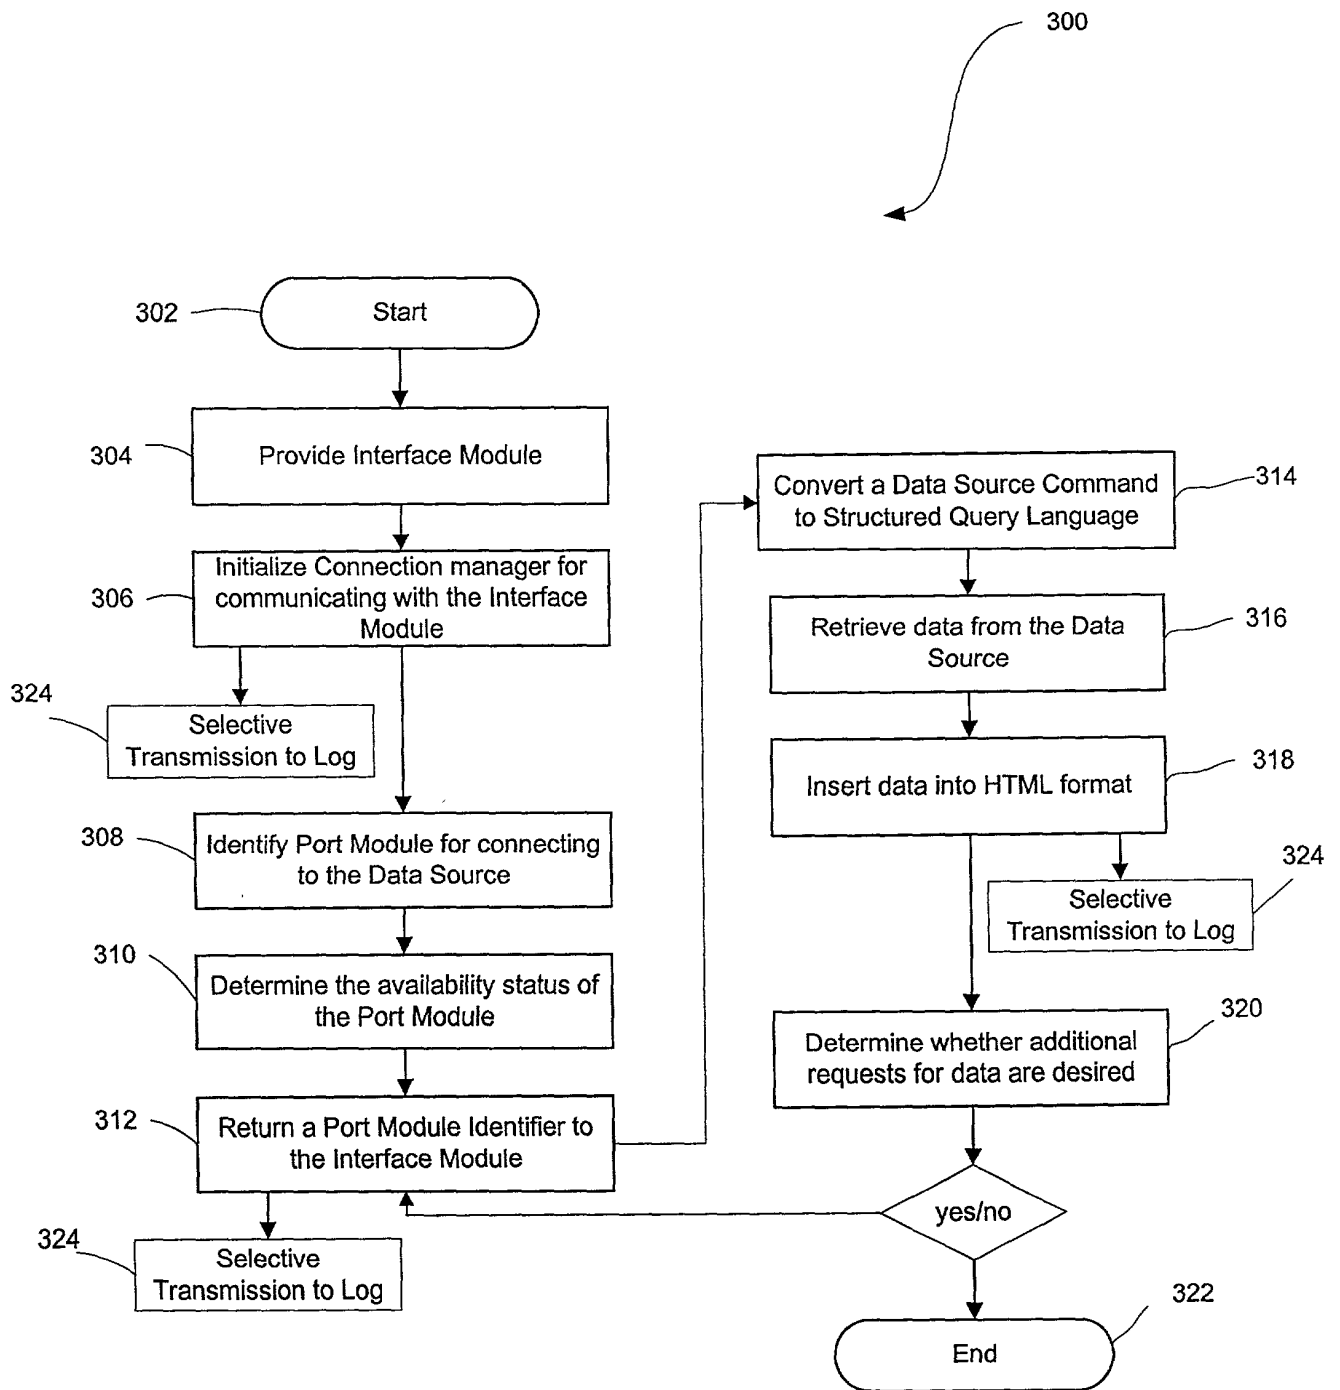 300
302
Start
304
Provide Interface Module
306
Initialize Connection manager for
communicating with the Interface
Module
324
Selective
Transmission to Log
308
Identify Port Module for connecting
to the Data Source
310
Determine the availability status of
the Port Module
312
Return a Port Module Identifier to
the Interface Module
324
Selective
Transmission to Log
Convert a Data Source Command
to Structured Query Language
314
Retrieve data from the Data
Source
316
Insert data into HTML format
318
324
Selective
Transmission to Log
320
Determine whether additional
requests for data are desired
yes/no
322
End